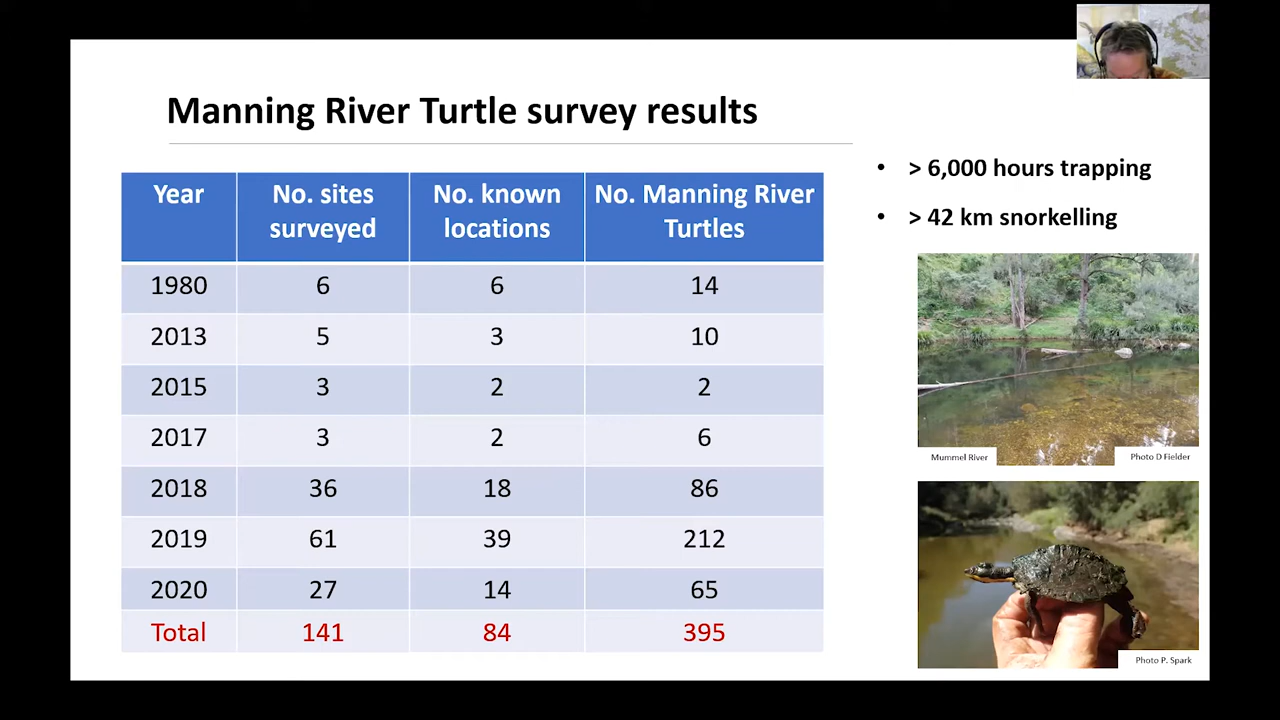 Manning River Turtle survey results
Year No. sites surveyed No. known locations No. Manning River Turtles
1980 6 6 14
2013 5 3 10
2015 3 2 2
2017 3 2 6
2018 36 18 86
2019 61 39 212
2020 27 14 65
Total 141 84 395
• > 6,000 hours trapping
• > 42 km snorkelling
Mummel River Photo D Fielder
Photo P. Spark